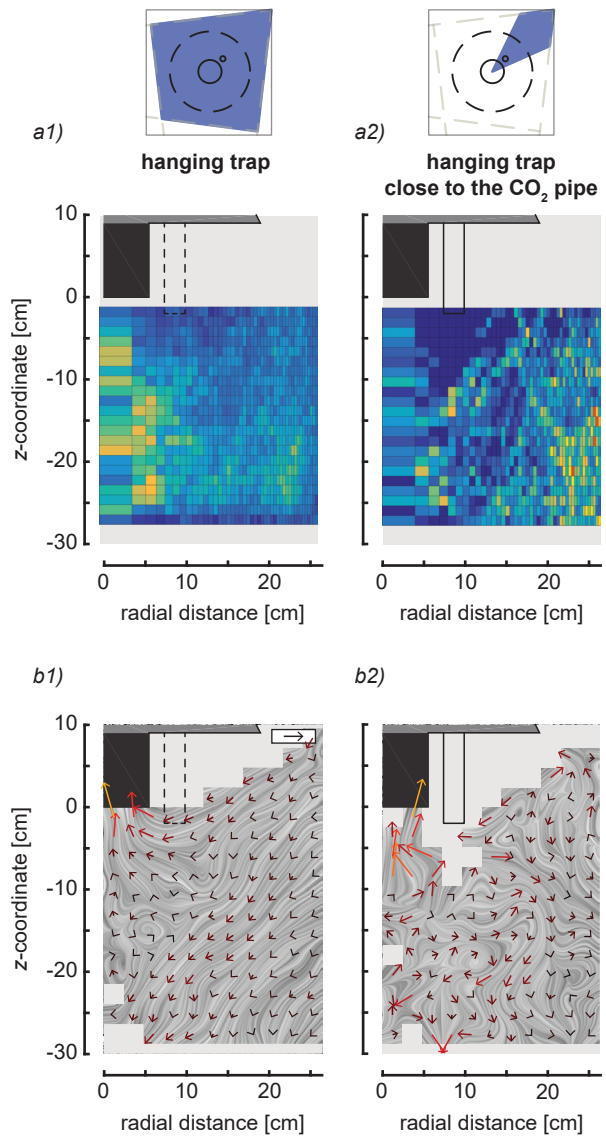 a1)
a2)
hanging trap
hanging trap
close to the CO₂ pipe
10
0
-10
-20
-30
z-coordinate [cm]
0 10 20
0 10 20
radial distance [cm]
radial distance [cm]
b1)
b2)
10
0
-10
-20
-30
z-coordinate [cm]
0 10 20
0 10 20
radial distance [cm]
radial distance [cm]